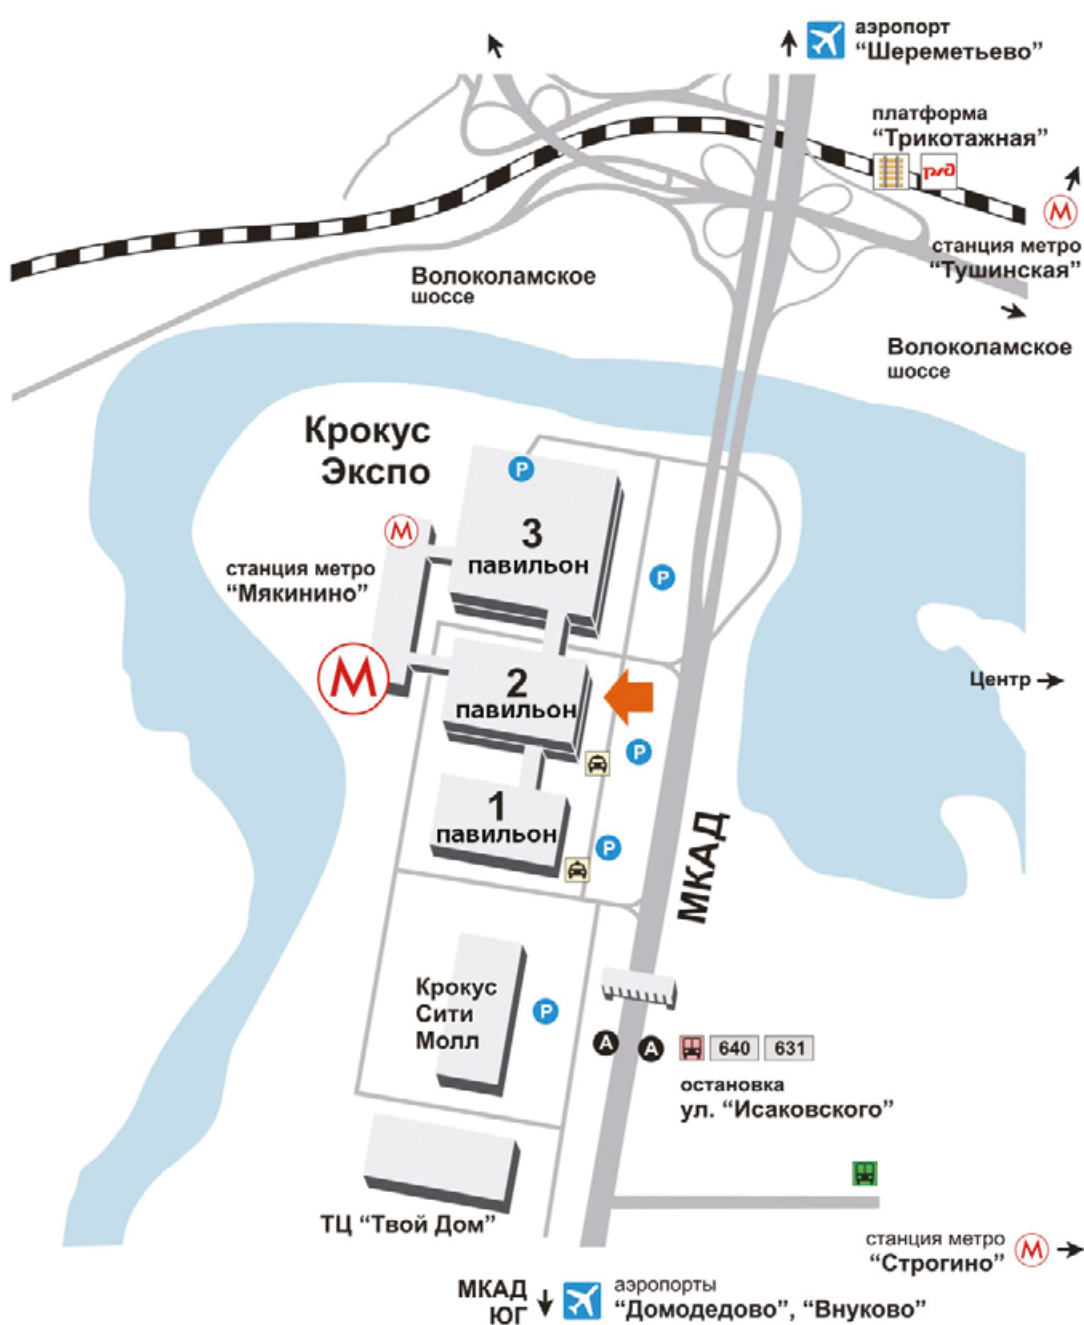 аэропорт
“Шереметьево”
платформа
“Трикотажная”
ржд
М
станция метро
“Тушинская”
Волоколамское
шоссе
Волоколамское
шоссе
Крокус
Экспо
P
3
павильон
М
станция метро
“Мякинино”
P
М
2
павильон
Центр
P
1
павильон
P
МКАД
Крокус
Сити
Молл
P
А
А
640
631
остановка
ул. “Исаковского”
ТЦ “Твой Дом”
станция метро
“Строгино”
М
МКАД
ЮГ
аэропорты
“Домодедово”, “Внуково”